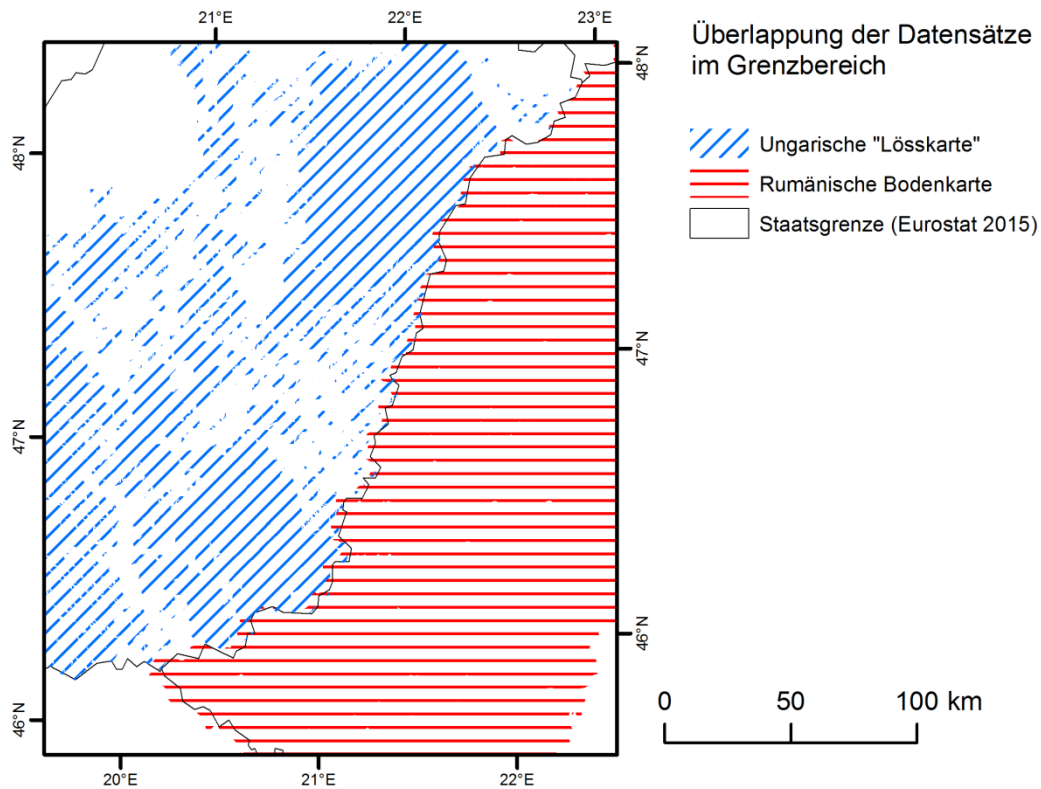 21°E 22°E 23°E
Überlappung der Datensätze
im Grenzbereich
Ungarische "Lösskarte"
Rumänische Bodenkarte
Staatsgrenze (Eurostat 2015)
48°N
47°N
46°N
48°N
47°N
46°N
20°E 21°E 22°E
0 50 100 km